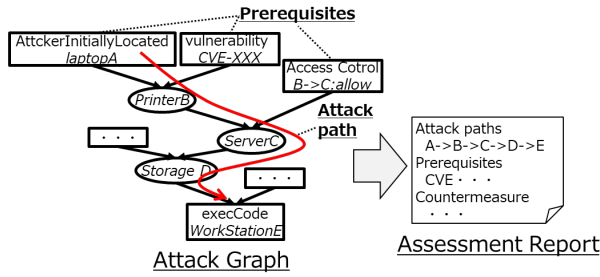 Prerequisites
AttckerInitiallyLocated
laptopA
vulnerability
CVE-XXX
Access Cotrol
B->C:allow
PrinterB
Attack
path
・・・
ServerC
Storage D
・・・
execCode
WorkStationE
Attack Graph
Attack paths
A->B->C->D->E
Prerequisites
CVE・・・
Countermeasure
・・・
Assessment Report